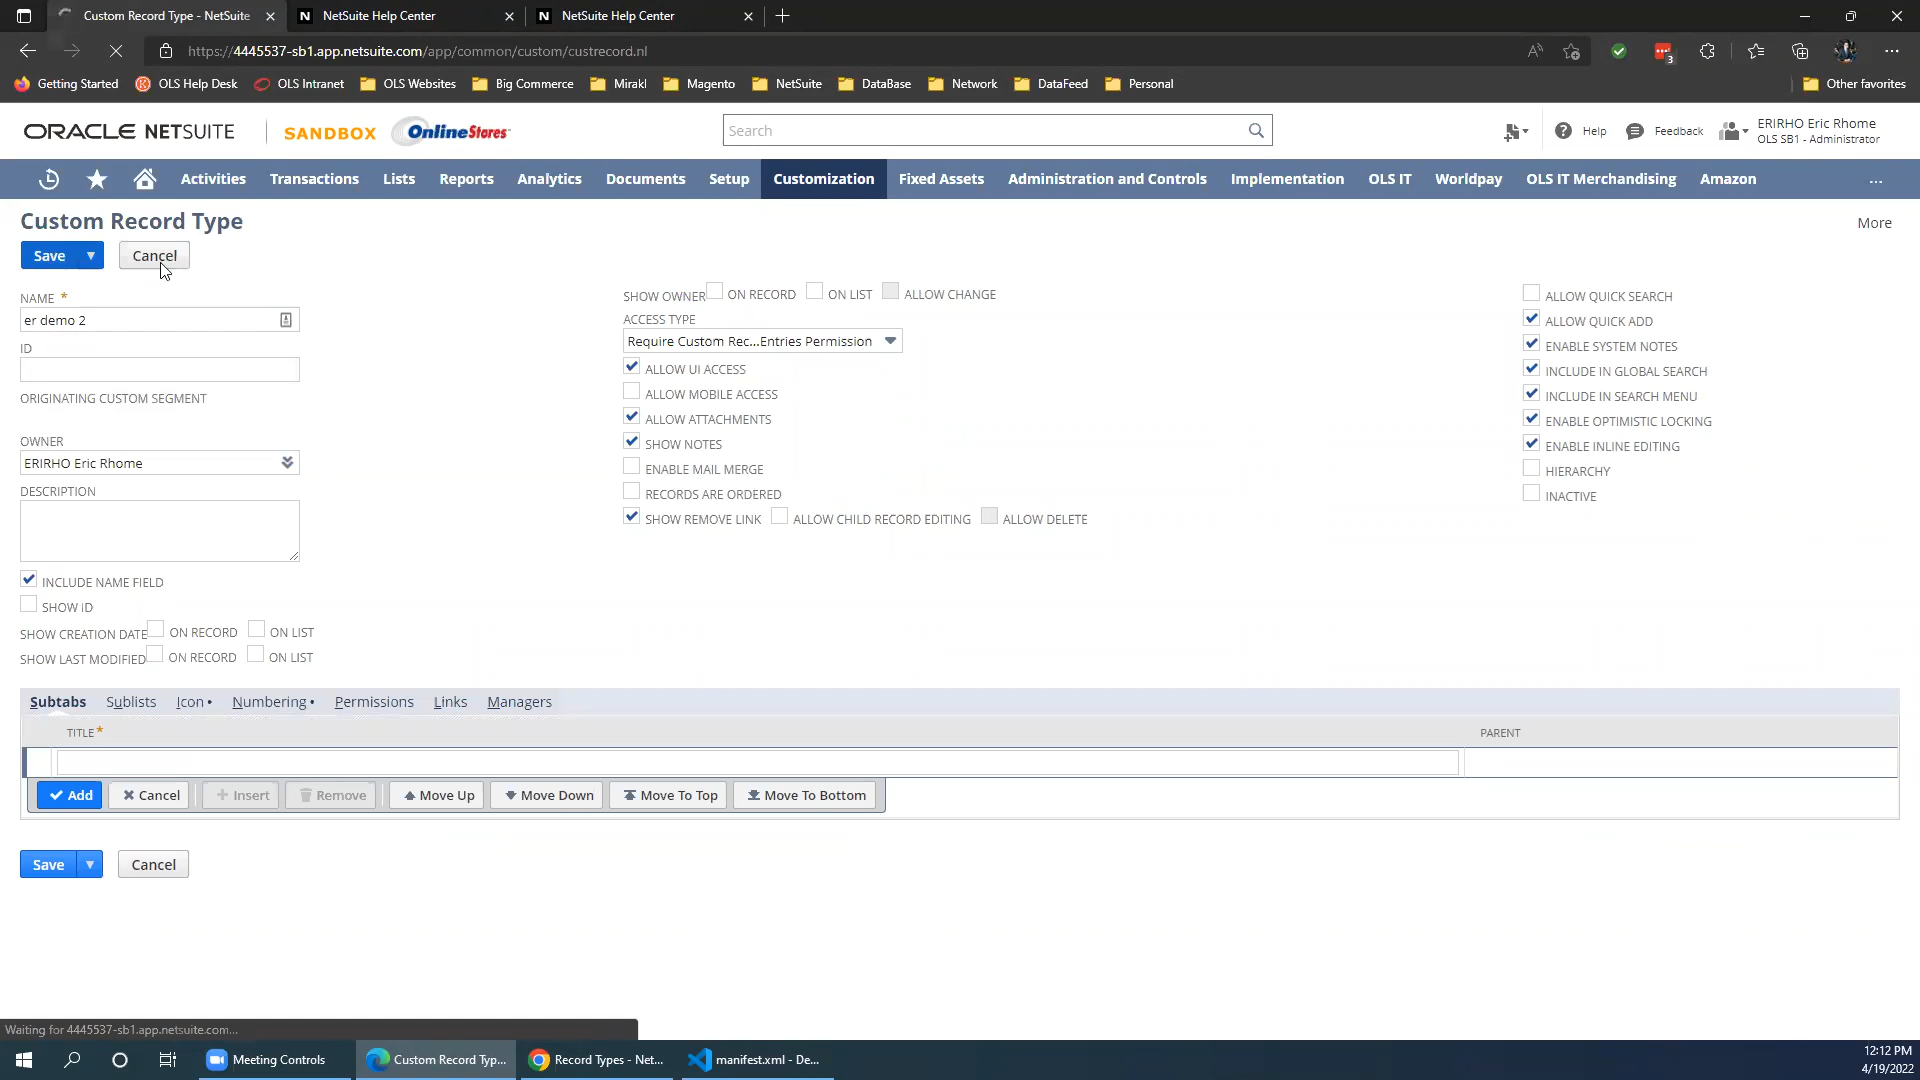 Custom Record Type - NetSuite
NetSuite Help Center
NetSuite Help Center
https://4445537-sb1.app.netsuite.com/app/common/custom/custrecord.nl
3
Getting Started
OLS Help Desk
OLS Intranet
OLS Websites
Big Commerce
Mirakl
Magento
NetSuite
DataBase
Network
DataFeed
Personal
Other favorites
ORACLE NETSUITE
SANDBOX
OnlineStores
Search
Help
Feedback
ERIRHO Eric Rhome
OLS SB1 - Administrator
Activities
Transactions
Lists
Reports
Analytics
Documents
Setup
Customization
Fixed Assets
Administration and Controls
Implementation
OLS IT
Worldpay
OLS IT Merchandising
Amazon
...
Custom Record Type
More
Save
Cancel
NAME *
er demo 2
ID
ORIGINATING CUSTOM SEGMENT
OWNER
ERIRHO Eric Rhome
DESCRIPTION
INCLUDE NAME FIELD
SHOW ID
SHOW CREATION DATE ON RECORD ON LIST
SHOW LAST MODIFIED ON RECORD ON LIST
SHOW OWNER ON RECORD ON LIST ALLOW CHANGE
ACCESS TYPE
Require Custom Rec...Entries Permission
ALLOW UI ACCESS
ALLOW MOBILE ACCESS
ALLOW ATTACHMENTS
SHOW NOTES
ENABLE MAIL MERGE
RECORDS ARE ORDERED
SHOW REMOVE LINK ALLOW CHILD RECORD EDITING ALLOW DELETE
ALLOW QUICK SEARCH
ALLOW QUICK ADD
ENABLE SYSTEM NOTES
INCLUDE IN GLOBAL SEARCH
INCLUDE IN SEARCH MENU
ENABLE OPTIMISTIC LOCKING
ENABLE INLINE EDITING
HIERARCHY
INACTIVE
Subtabs
Sublists
Icon •
Numbering •
Permissions
Links
Managers
TITLE *
PARENT
Add
Cancel
Insert
Remove
Move Up
Move Down
Move To Top
Move To Bottom
Save
Cancel
Waiting for 4445537-sb1.app.netsuite.com...
Meeting Controls
Custom Record Typ...
Record Types - Net...
manifest.xml - De...
12:12 PM
4/19/2022